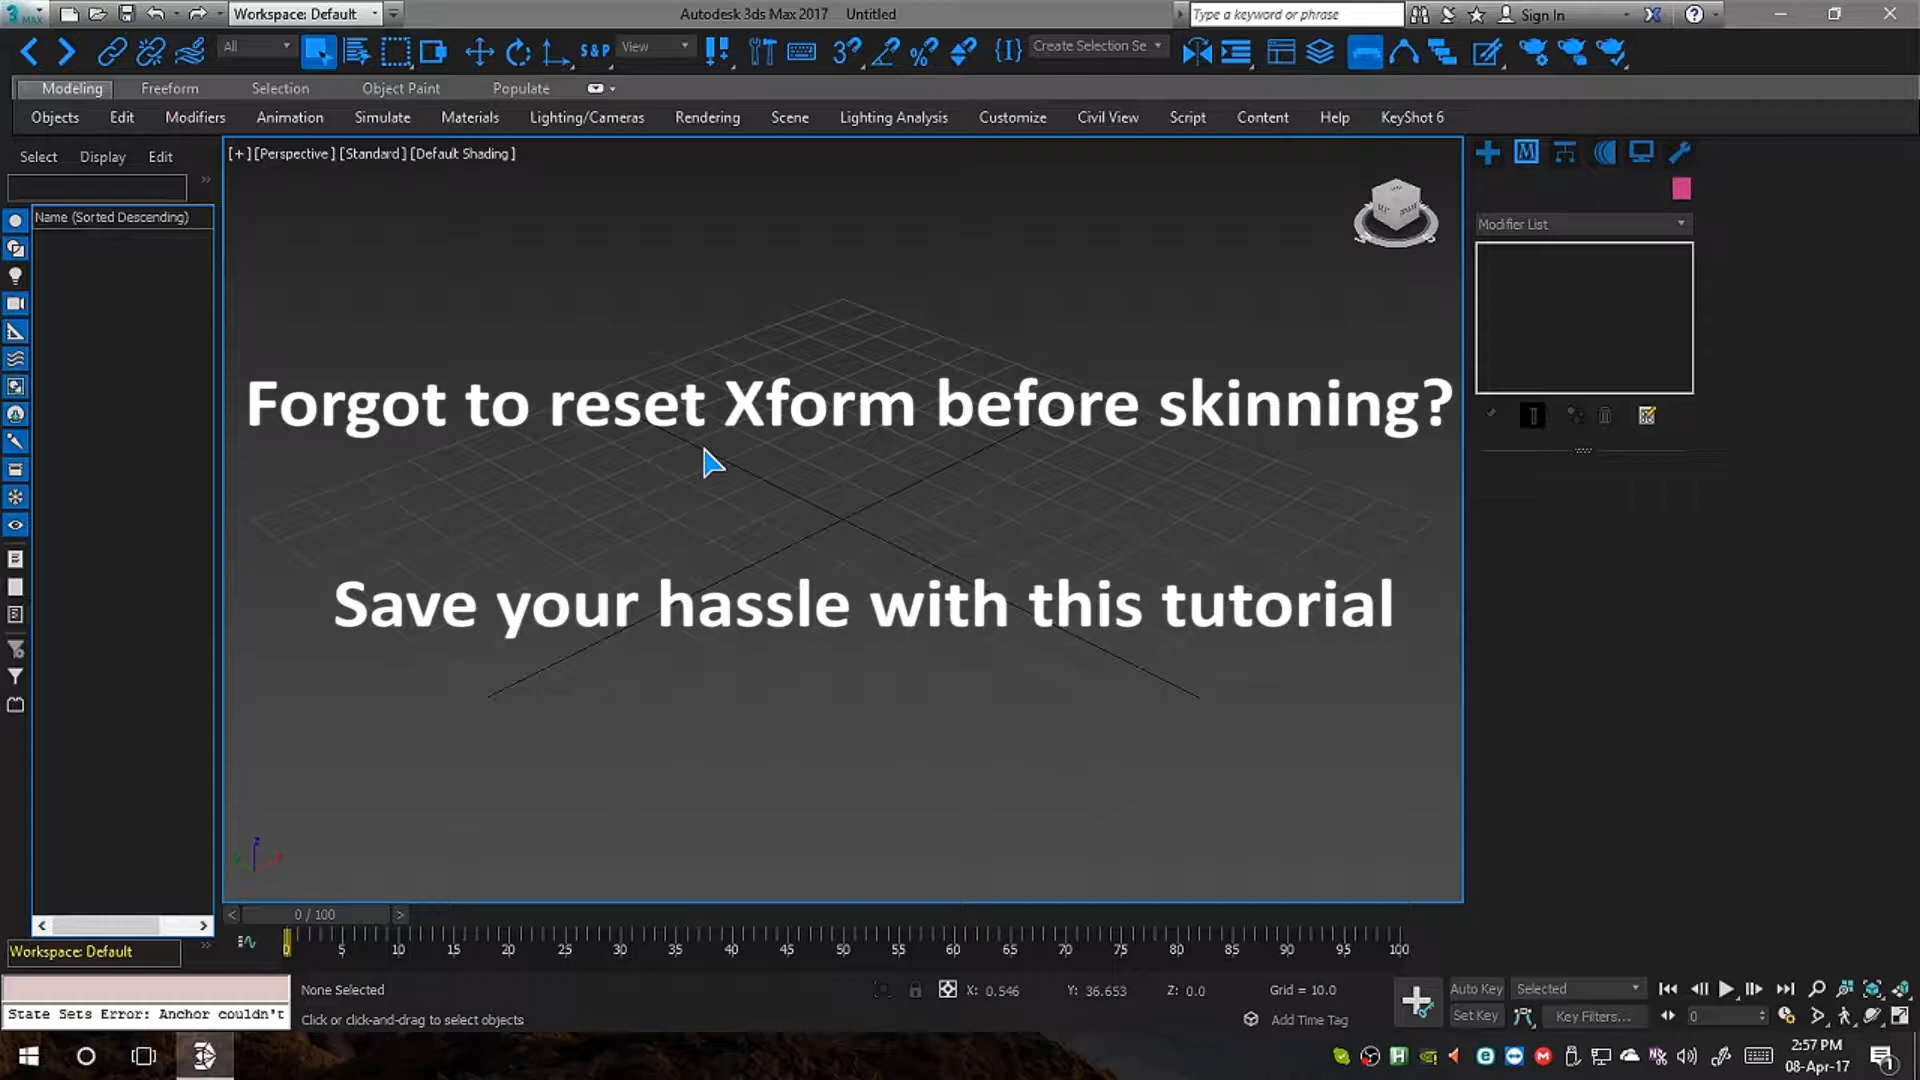 3
MAX
Workspace: Default
Autodesk 3ds Max 2017 Untitled
Type a keyword or phrase
Sign In
All
S&P
View
3
%
Create Selection Se
Modeling Freeform Selection Object Paint Populate
Objects Edit Modifiers Animation Simulate Materials Lighting/Cameras Rendering Scene Lighting Analysis Customize Civil View Script Content Help KeyShot 6
Select Display Edit
[+] [Perspective ] [Standard ] [Default Shading ]
Name (Sorted Descending)
Modifier List
Forgot to reset Xform before skinning?
Save your hassle with this tutorial
z
0 / 100
0 5 10 15 20 25 30 35 40 45 50 55 60 65 70 75 80 85 90 95 100
Workspace: Default
None Selected
X: 0.546 Y: 36.653 Z: 0.0 Grid = 10.0
Auto Key Selected
State Sets Error: Anchor couldn't
Click or click-and-drag to select objects
Add Time Tag
Set Key Key Filters...
0
2:57 PM
08-Apr-17